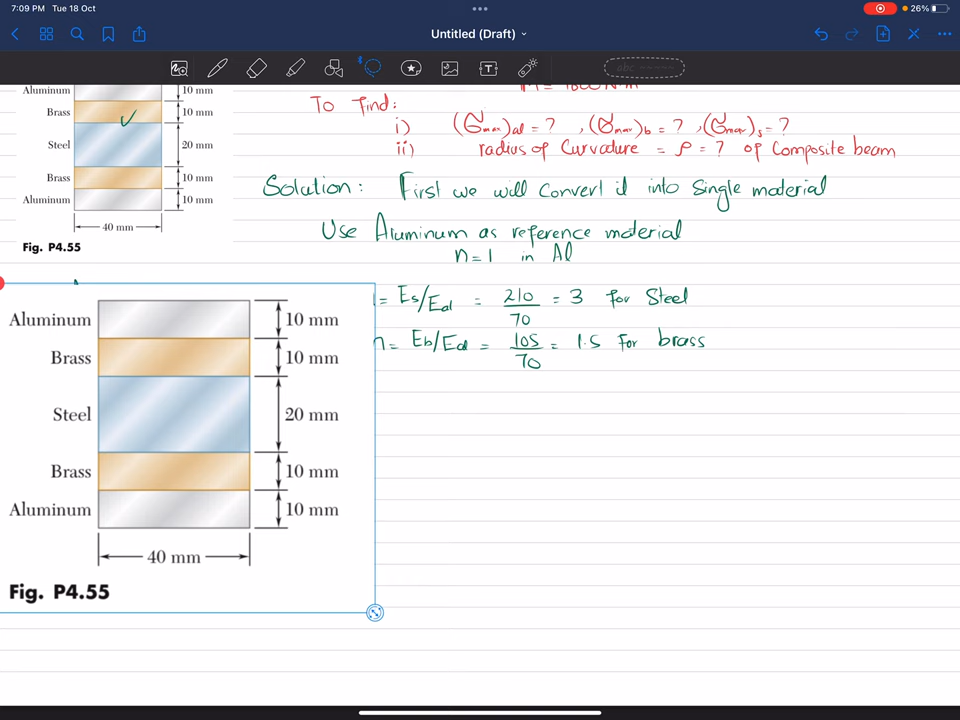 7:09 PM Tue 18 Oct
26%
Untitled (Draft)
Aluminum 10 mm
Brass 10 mm
Steel 20 mm
Brass 10 mm
Aluminum 10 mm
40 mm
Fig. P4.55
To find:
i) (σmax)al = ? , (σmax)b = ? , (σmax)s = ?
ii) radius of Curvature = ρ = ? of Composite beam
Solution: First we will Convert it into Single material
Use Aluminum as reference material
n=1 in Al
= Es/Eal = 210/70 = 3 for Steel
n= Eb/Eal = 105/70 = 1.5 For brass
Aluminum 10 mm
Brass 10 mm
Steel 20 mm
Brass 10 mm
Aluminum 10 mm
40 mm
Fig. P4.55